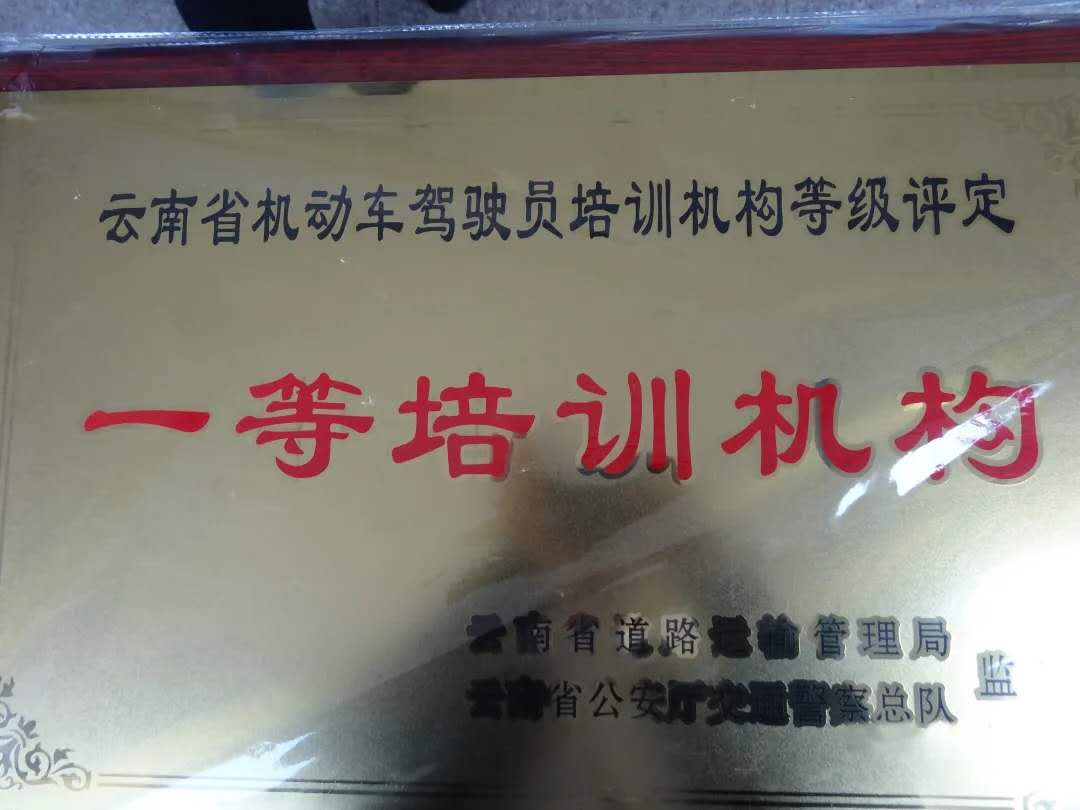 云南省机动车驾驶员培训机构等级评定
一等培训机构
云南省道路运输管理局
云南省公安厅交通警察总队
监